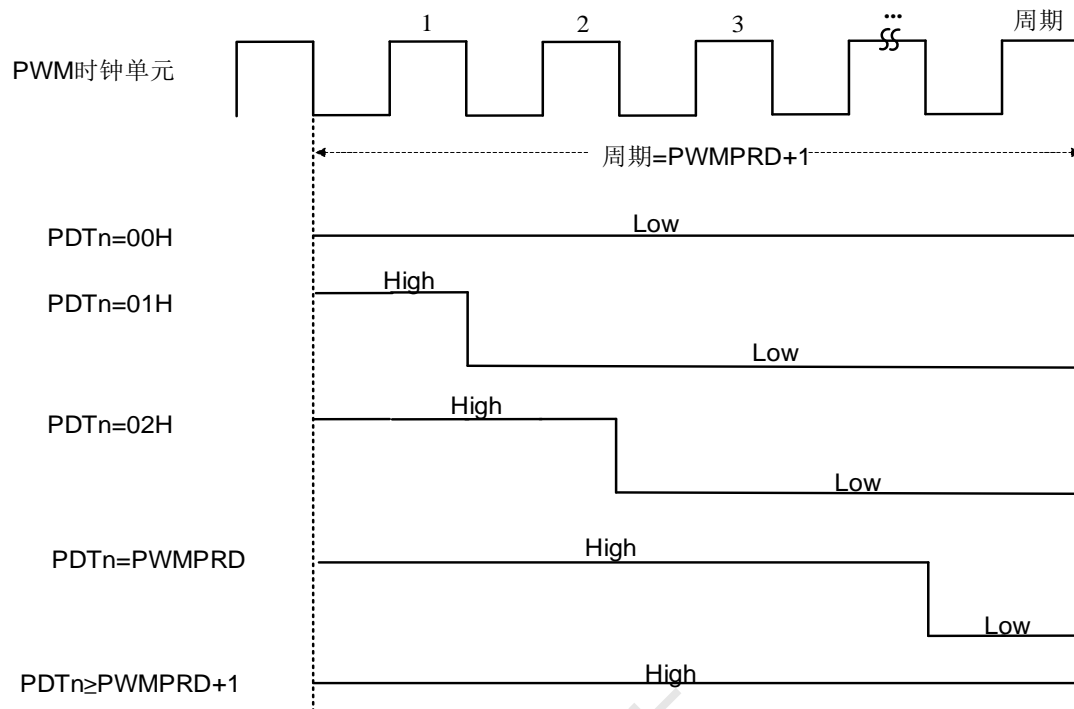 1 2 3 ... 周期
PWM时钟单元
周期=PWMPRD+1
PDTn=00H Low
PDTn=01H High Low
PDTn=02H High Low
PDTn=PWMPRD High Low
PDTn≥PWMPRD+1 High